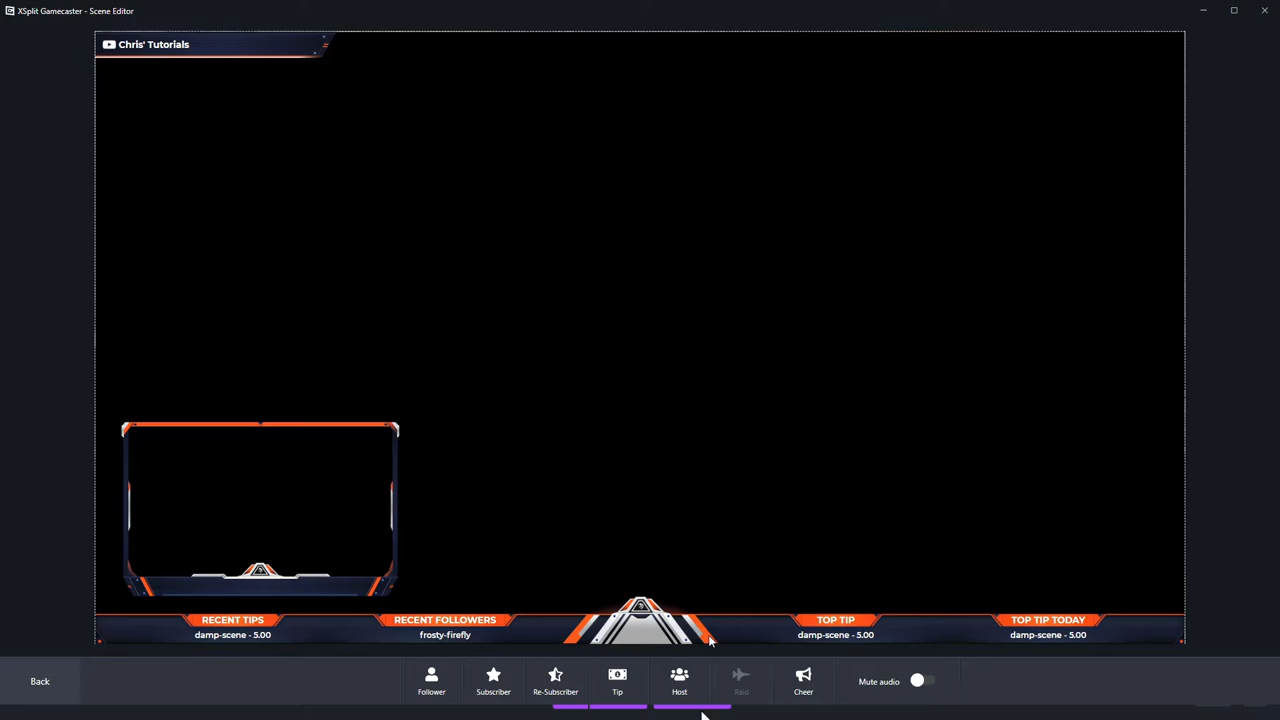 XSplit Gamecaster - Scene Editor
Chris' Tutorials
RECENT TIPS
damp-scene - 5.00
RECENT FOLLOWERS
frosty-firefly
TOP TIP
damp-scene - 5.00
TOP TIP TODAY
damp-scene - 5.00
Back
Follower
Subscriber
Re-Subscriber
Tip
Host
Raid
Cheer
Mute audio